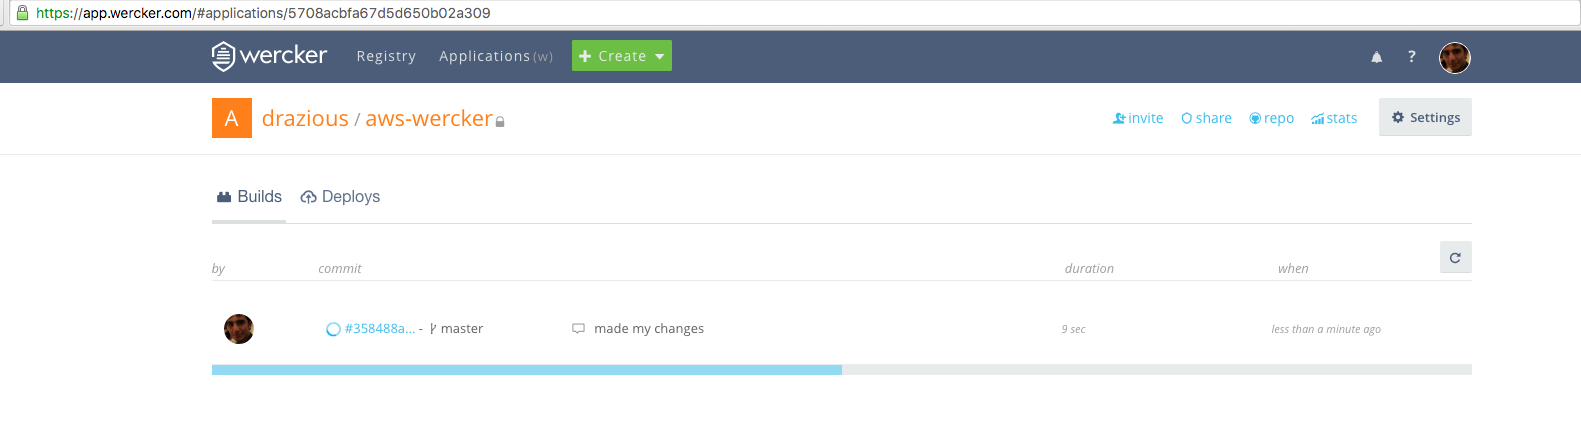 https://app.wercker.com/#applications/5708acbfa67d5d650b02a309
wercker Registry Applications(w) + Create ?
A drazious / aws-wercker invite share repo stats Settings
Builds Deploys
by commit duration when
#358488a... - master made my changes 9 sec less than a minute ago